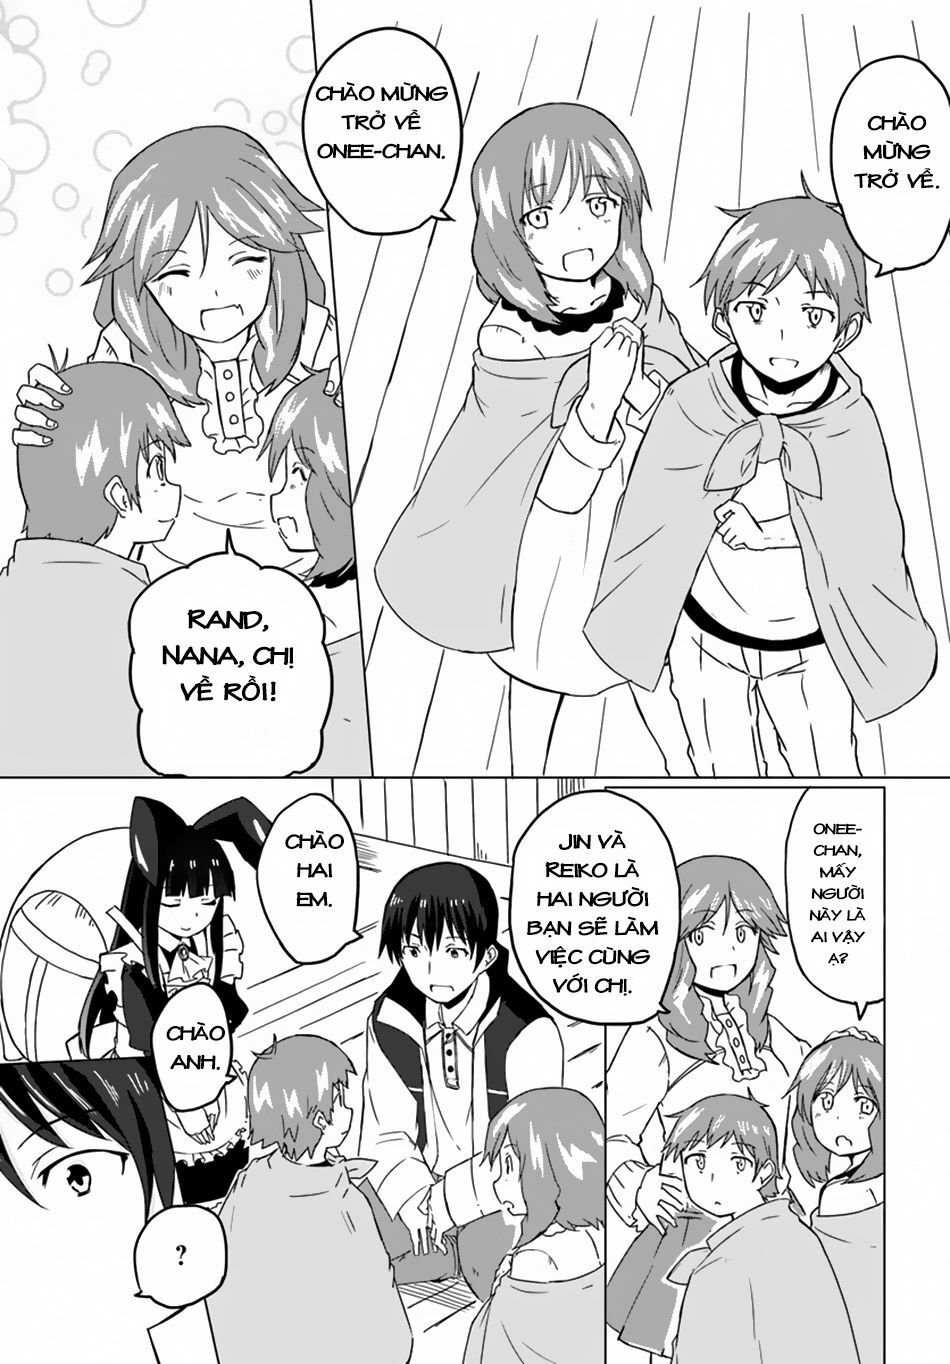 CHÀO
MỪNG
TRỞ VỀ.
CHÀO MỪNG
TRỞ VỀ
ONEE-CHAN.
RAND,
NANA, CHỊ
VỀ RỒI!
ONEE-
CHAN,
MẤY
NGƯỜI
NÀY LÀ
AI VẬY
Ạ?
JIN VÀ
REIKO LÀ
HAI NGƯỜI
BẠN SẼ LÀM
VIỆC CÙNG
VỚI CHỊ.
CHÀO
HAI
EM.
CHÀO
ANH.
?